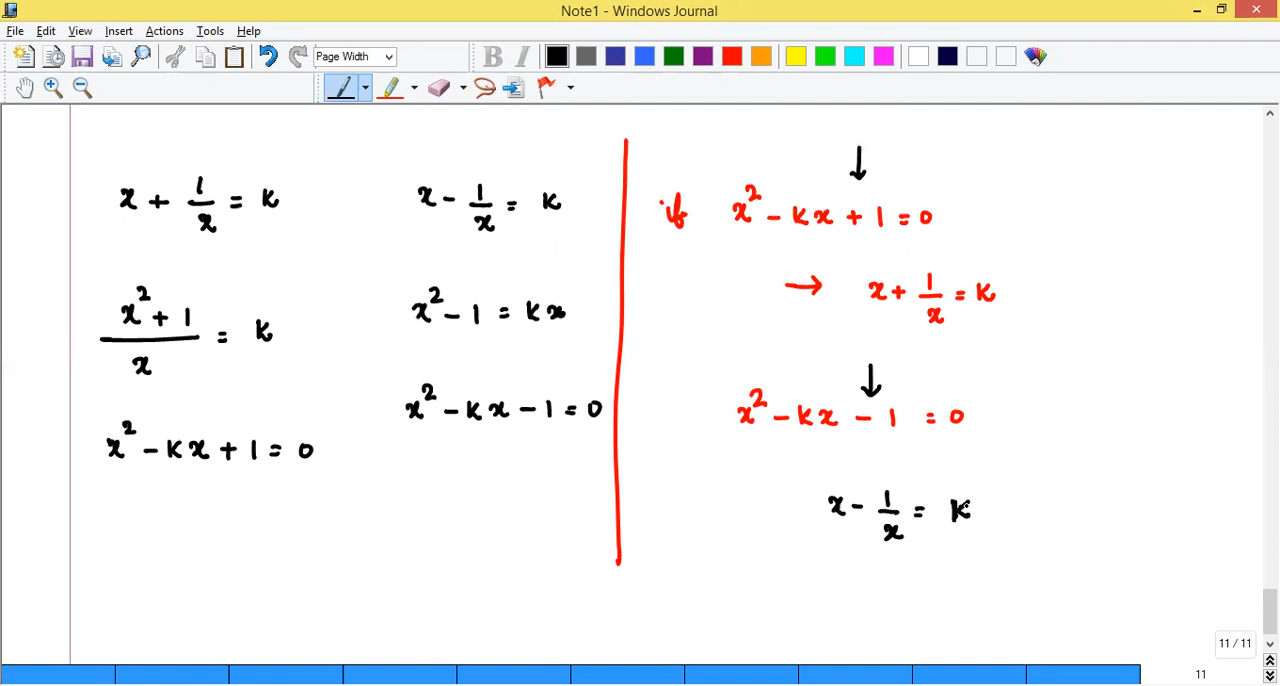 Note1 - Windows Journal
File Edit View Insert Actions Tools Help
Page Width
B I
x + 1/x = k
x² + 1 / x = k
x² - kx + 1 = 0
x - 1/x = k
x² - 1 = kx
x² - kx - 1 = 0
↓
if x² - kx + 1 = 0
→ x + 1/x = k
↓
x² - kx - 1 = 0
x - 1/x = k
11 / 11
11